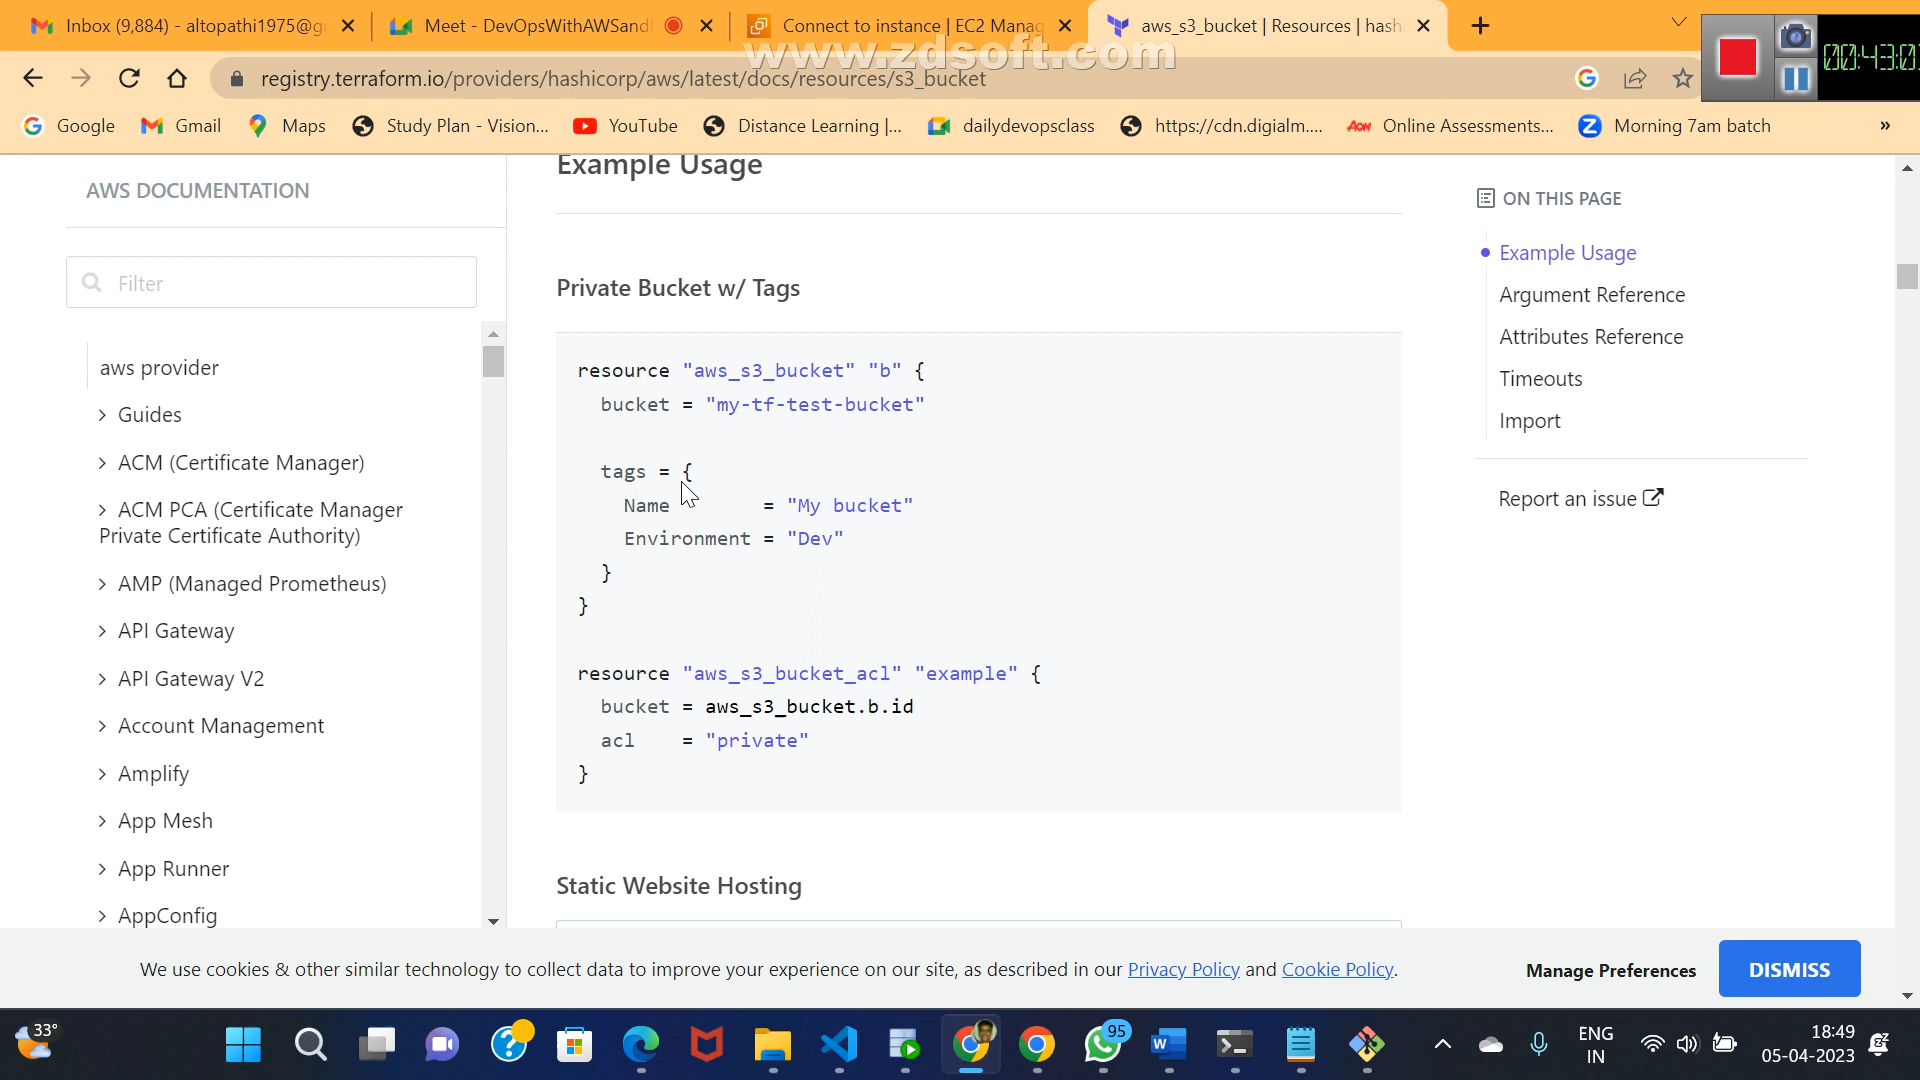 Inbox (9,884) - altopathi1975@g
Meet - DevOpsWithAWSand
Connect to instance | EC2 Manag
aws_s3_bucket | Resources | hash
www.zdsoft.com
registry.terraform.io/providers/hashicorp/aws/latest/docs/resources/s3_bucket
00:43:0
Google
Gmail
Maps
Study Plan - Vision...
YouTube
Distance Learning |...
dailydevopsclass
https://cdn.digialm....
Aon
Online Assessments...
Morning 7am batch
»
AWS DOCUMENTATION
Filter
aws provider
Guides
ACM (Certificate Manager)
ACM PCA (Certificate Manager
Private Certificate Authority)
AMP (Managed Prometheus)
API Gateway
API Gateway V2
Account Management
Amplify
App Mesh
App Runner
AppConfig
Example Usage
Private Bucket w/ Tags
resource "aws_s3_bucket" "b" {
bucket = "my-tf-test-bucket"
tags = {
Name = "My bucket"
Environment = "Dev"
}
}
resource "aws_s3_bucket_acl" "example" {
bucket = aws_s3_bucket.b.id
acl = "private"
}
Static Website Hosting
ON THIS PAGE
Example Usage
Argument Reference
Attributes Reference
Timeouts
Import
Report an issue
We use cookies & other similar technology to collect data to improve your experience on our site, as described in our Privacy Policy and Cookie Policy.
Manage Preferences
DISMISS
33°
95
ENG
IN
18:49
05-04-2023